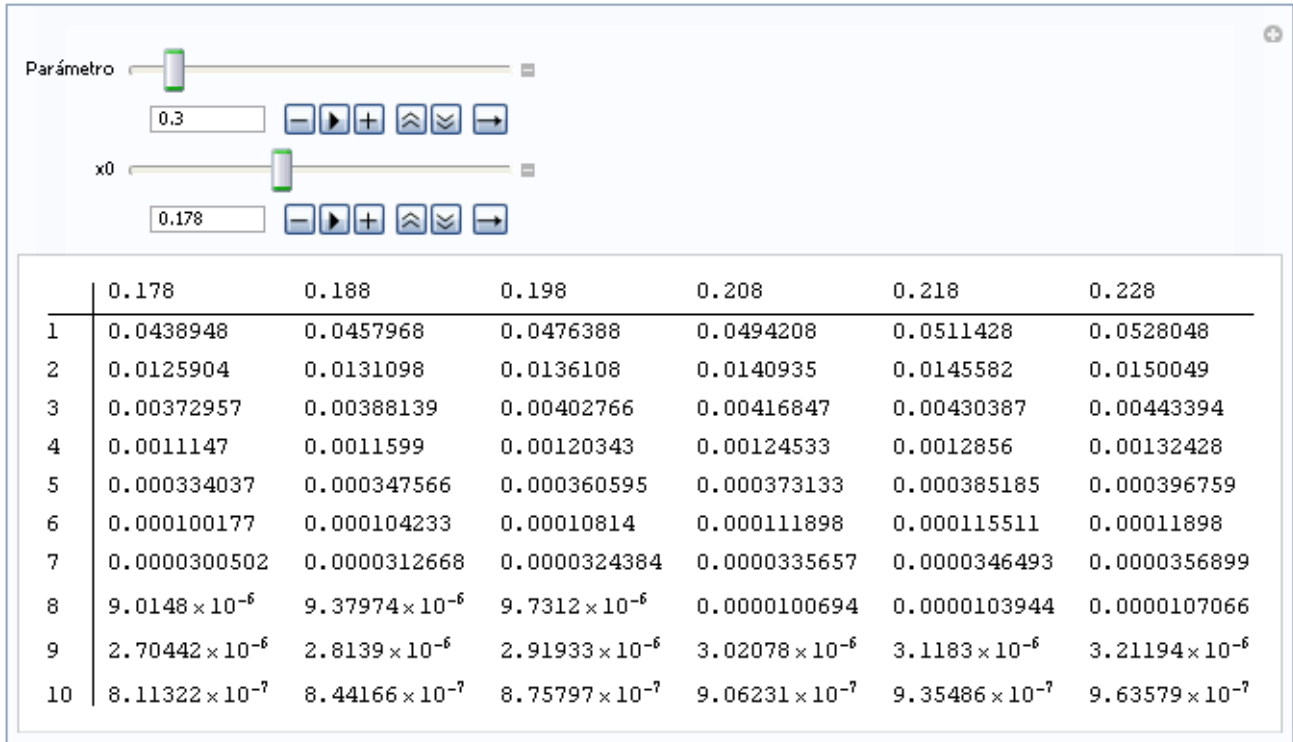 Parámetro
0.3
x0
0.178
0.178 0.188 0.198 0.208 0.218 0.228
1 0.0438948 0.0457968 0.0476388 0.0494208 0.0511428 0.0528048
2 0.0125904 0.0131098 0.0136108 0.0140935 0.0145582 0.0150049
3 0.00372957 0.00388139 0.00402766 0.00416847 0.00430387 0.00443394
4 0.0011147 0.0011599 0.00120343 0.00124533 0.0012856 0.00132428
5 0.000334037 0.000347566 0.000360595 0.000373133 0.000385185 0.000396759
6 0.000100177 0.000104233 0.00010814 0.000111898 0.000115511 0.00011898
7 0.0000300502 0.0000312668 0.0000324384 0.0000335657 0.0000346493 0.0000356899
8 9.0148×10⁻⁶ 9.37974×10⁻⁶ 9.7312×10⁻⁶ 0.0000100694 0.0000103944 0.0000107066
9 2.70442×10⁻⁶ 2.8139×10⁻⁶ 2.91933×10⁻⁶ 3.02078×10⁻⁶ 3.1183×10⁻⁶ 3.21194×10⁻⁶
10 8.11322×10⁻⁷ 8.44166×10⁻⁷ 8.75797×10⁻⁷ 9.06231×10⁻⁷ 9.35486×10⁻⁷ 9.63579×10⁻⁷